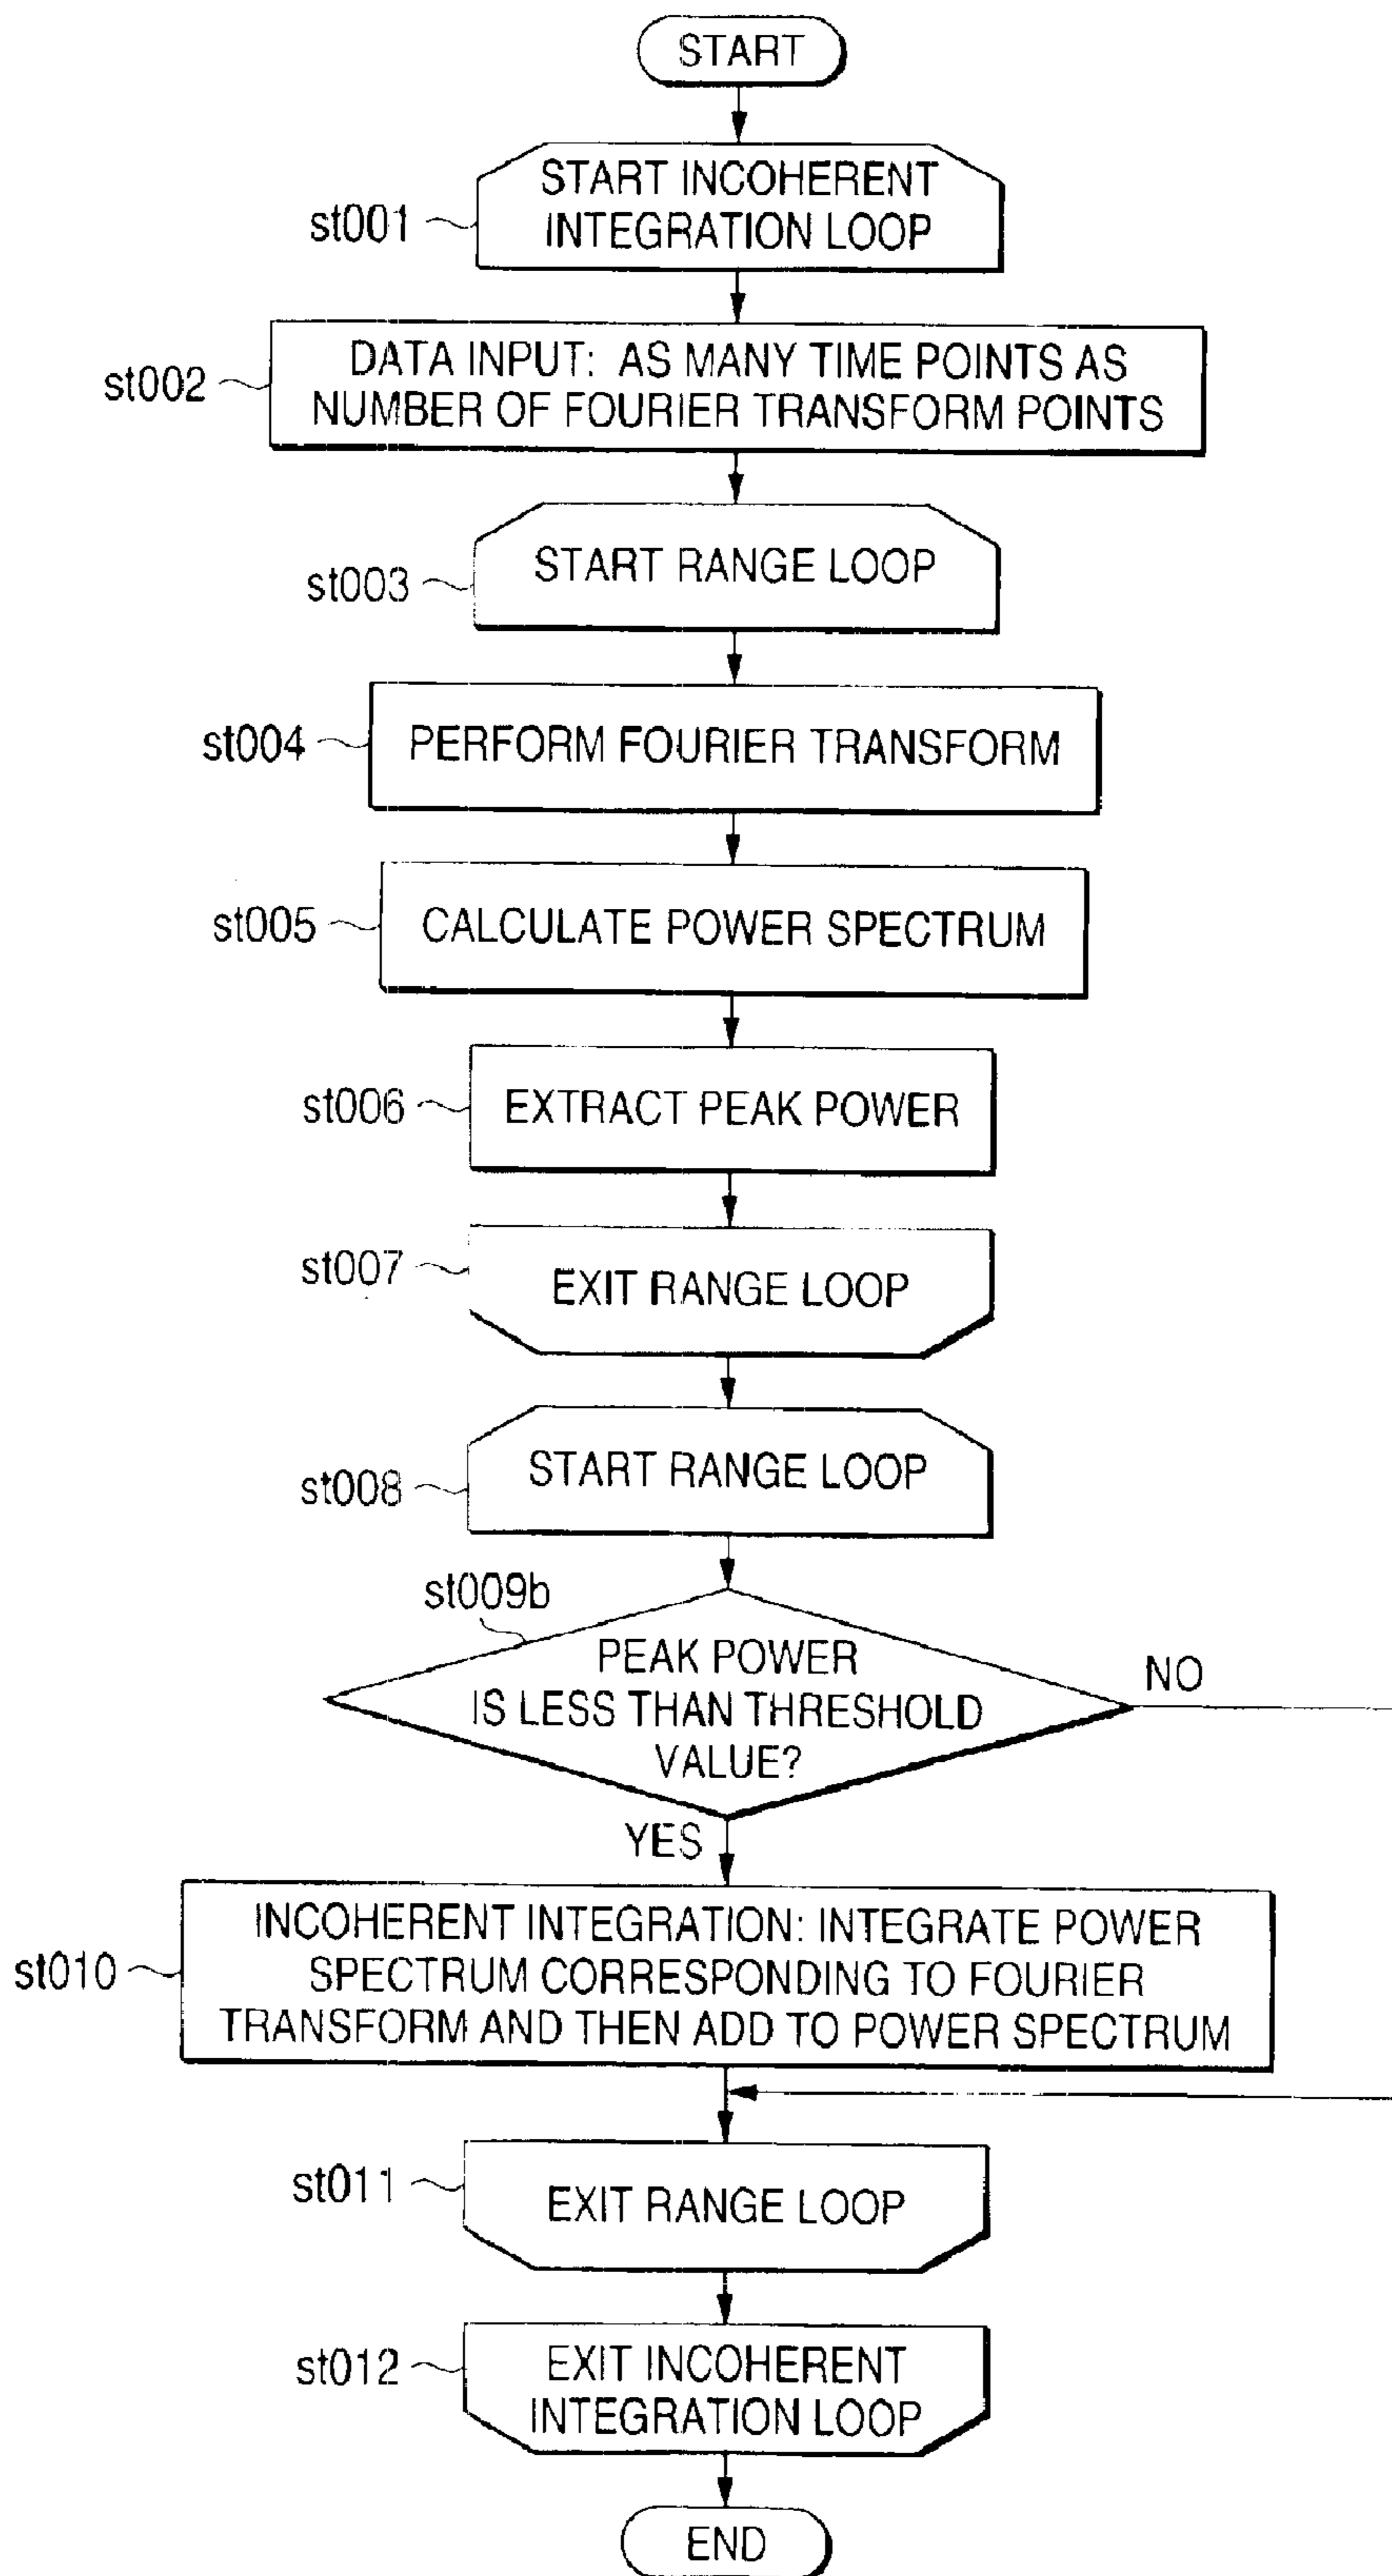 START
START INCOHERENT
INTEGRATION LOOP
st001
DATA INPUT: AS MANY TIME POINTS AS
NUMBER OF FOURIER TRANSFORM POINTS
st002
START RANGE LOOP
st003
PERFORM FOURIER TRANSFORM
st004
CALCULATE POWER SPECTRUM
st005
EXTRACT PEAK POWER
st006
EXIT RANGE LOOP
st007
START RANGE LOOP
st008
st009b
PEAK POWER
IS LESS THAN THRESHOLD
VALUE?
NO
YES
INCOHERENT INTEGRATION: INTEGRATE POWER
SPECTRUM CORRESPONDING TO FOURIER
TRANSFORM AND THEN ADD TO POWER SPECTRUM
st010
EXIT RANGE LOOP
st011
EXIT INCOHERENT
INTEGRATION LOOP
st012
END